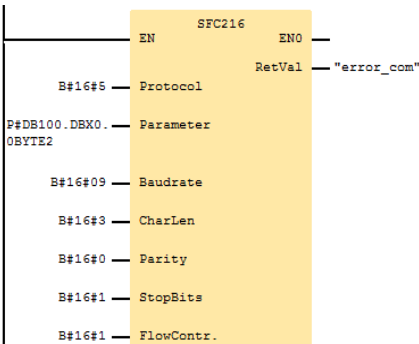 SFC216
EN ENO
RetVal "error_com"
B#16#5 Protocol
P#DB100.DBX0. Parameter
0BYTE2
B#16#09 Baudrate
B#16#3 CharLen
B#16#0 Parity
B#16#1 StopBits
B#16#1 FlowContr.